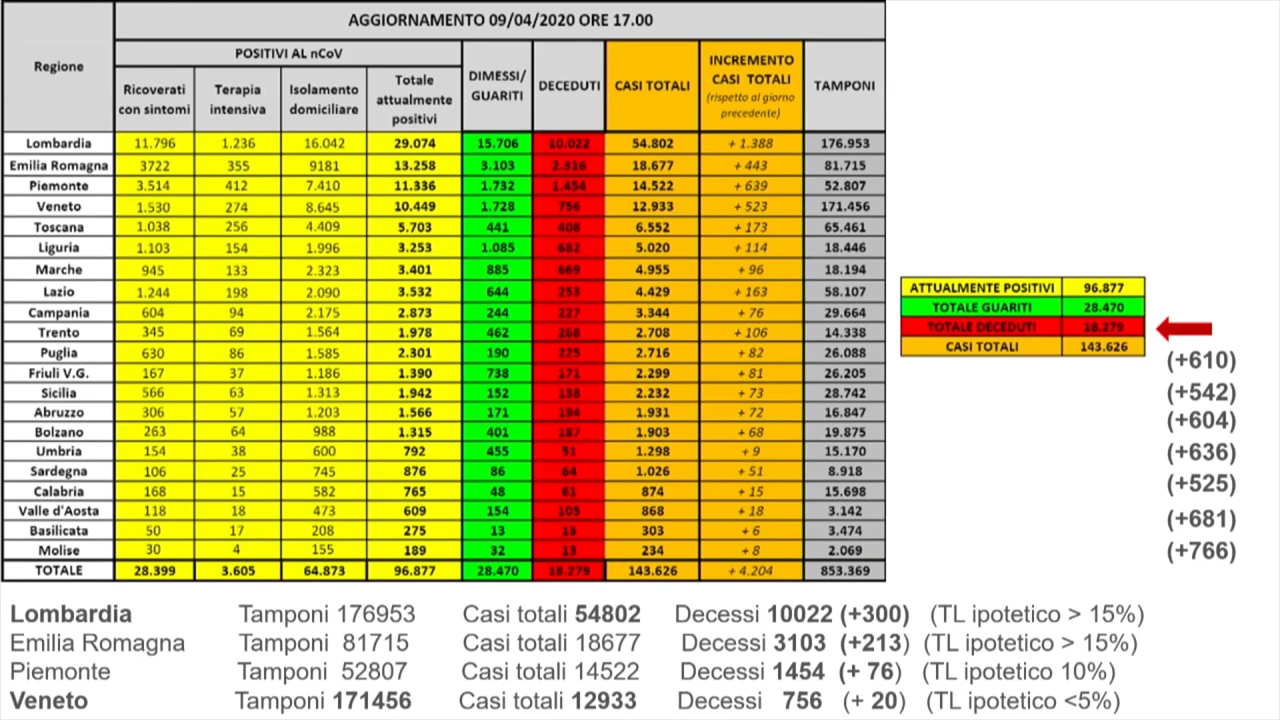 AGGIORNAMENTO 09/04/2020 ORE 17.00
Regione
POSITIVI AL nCoV
Ricoverati con sintomi
Terapia intensiva
Isolamento domiciliare
Totale attualmente positivi
DIMESSI/ GUARITI
DECEDUTI
CASI TOTALI
INCREMENTO CASI TOTALI (rispetto al giorno precedente)
TAMPONI
Lombardia 11.796 1.236 16.042 29.074 15.706 10.022 54.802 + 1.388 176.953
Emilia Romagna 3722 355 9181 13.258 3.103 2.316 18.677 + 443 81.715
Piemonte 3.514 412 7.410 11.336 1.732 1.454 14.522 + 639 52.807
Veneto 1.530 274 8.645 10.449 1.728 756 12.933 + 523 171.456
Toscana 1.038 256 4.409 5.703 441 408 6.552 + 173 65.461
Liguria 1.103 154 1.996 3.253 1.085 682 5.020 + 114 18.446
Marche 945 133 2.323 3.401 885 669 4.955 + 96 18.194
Lazio 1.244 198 2.090 3.532 644 253 4.429 + 163 58.107
Campania 604 94 2.175 2.873 244 227 3.344 + 76 29.664
Trento 345 69 1.564 1.978 462 268 2.708 + 106 14.338
Puglia 630 86 1.585 2.301 190 225 2.716 + 82 26.088
Friuli V.G. 167 37 1.186 1.390 738 171 2.299 + 81 26.205
Sicilia 566 63 1.313 1.942 152 138 2.232 + 73 28.742
Abruzzo 306 57 1.203 1.566 171 194 1.931 + 72 16.847
Bolzano 263 64 988 1.315 401 187 1.903 + 68 19.875
Umbria 154 38 600 792 455 51 1.298 + 9 15.170
Sardegna 106 25 745 876 86 64 1.026 + 51 8.918
Calabria 168 15 582 765 48 61 874 + 15 15.698
Valle d'Aosta 118 18 473 609 154 105 868 + 18 3.142
Basilicata 50 17 208 275 13 15 303 + 6 3.474
Molise 30 4 155 189 32 13 234 + 8 2.069
TOTALE 28.399 3.605 64.873 96.877 28.470 18.279 143.626 + 4.204 853.369
ATTUALMENTE POSITIVI 96.877
TOTALE GUARITI 28.470
TOTALE DECEDUTI 18.279
CASI TOTALI 143.626
(+610)
(+542)
(+604)
(+636)
(+525)
(+681)
(+766)
Lombardia Tamponi 176953 Casi totali 54802 Decessi 10022 (+300) (TL ipotetico > 15%)
Emilia Romagna Tamponi 81715 Casi totali 18677 Decessi 3103 (+213) (TL ipotetico > 15%)
Piemonte Tamponi 52807 Casi totali 14522 Decessi 1454 (+ 76) (TL ipotetico 10%)
Veneto Tamponi 171456 Casi totali 12933 Decessi 756 (+ 20) (TL ipotetico <5%)